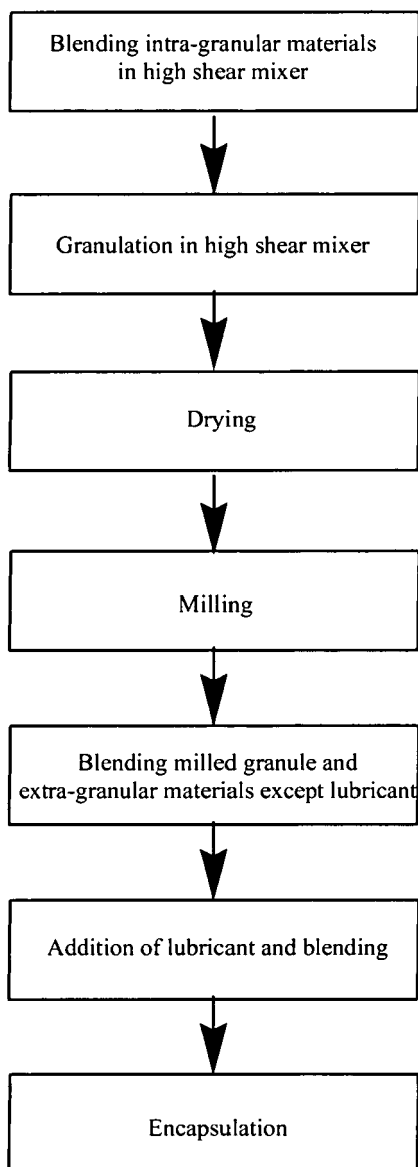 Blending intra-granular materials
in high shear mixer
Granulation in high shear mixer
Drying
Milling
Blending milled granule and
extra-granular materials except lubricant
Addition of lubricant and blending
Encapsulation